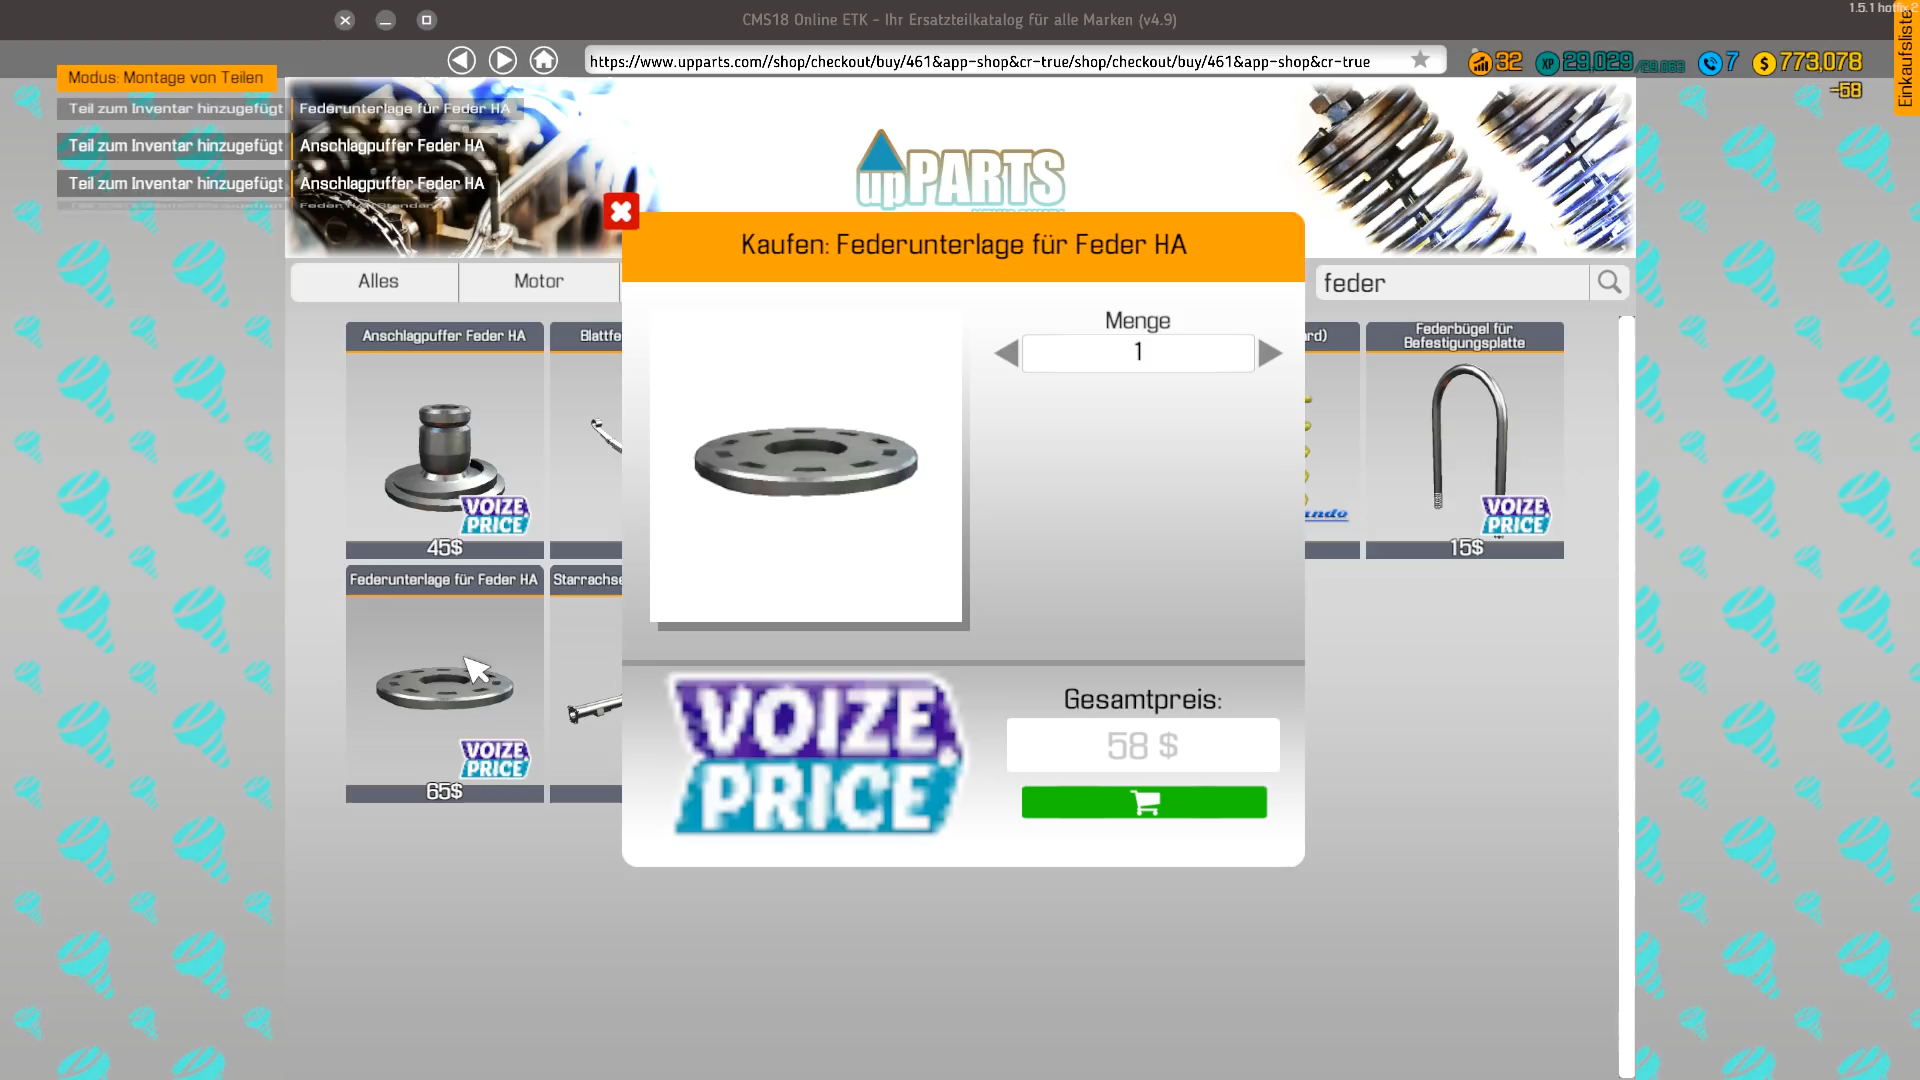 CMS18 Online ETK - Ihr Ersatzteilkatalog für alle Marken (v4.9)
1.5.1 hotfix 2
https://www.upparts.com//shop/checkout/buy/461&app-shop&cr-true/shop/checkout/buy/461&app-shop&cr-true
32
XP 29,029
7
$ 773,078
-58
Einkaufsliste
Modus: Montage von Teilen
Teil zum Inventar hinzugefügt Federunterlage für Feder HA
Teil zum Inventar hinzugefügt Anschlagpuffer Feder HA
Teil zum Inventar hinzugefügt Anschlagpuffer Feder HA
upPARTS
Kaufen: Federunterlage für Feder HA
Alles
Motor
feder
Menge
1
Anschlagpuffer Feder HA
Blattfe
rd)
Federbügel für
Befestigungsplatte
VOIZE
PRICE
45$
ando
VOIZE
PRICE
15$
Federunterlage für Feder HA
Starrachse
VOIZE
PRICE
65$
VOIZE
PRICE
Gesamtpreis:
58 $